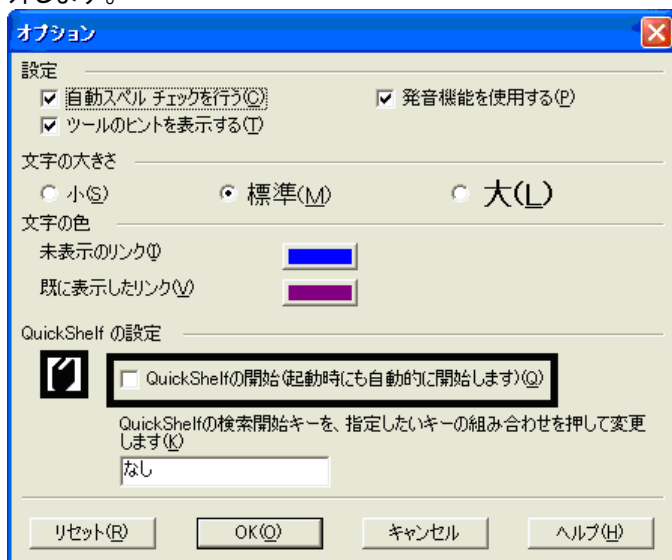 外します。
オプション
設定
自動スペル チェックを行う(C)
発音機能を使用する(P)
ツールのヒントを表示する(T)
文字の大きさ
小(S)
標準(M)
大(L)
文字の色
未表示のリンク(I)
既に表示したリンク(V)
QuickShelf の設定
QuickShelfの開始(起動時にも自動的に開始します)(Q)
QuickShelfの検索開始キーを、指定したいキーの組み合わせを押して変更
します(K)
なし
リセット(R)
OK(O)
キャンセル
ヘルプ(H)